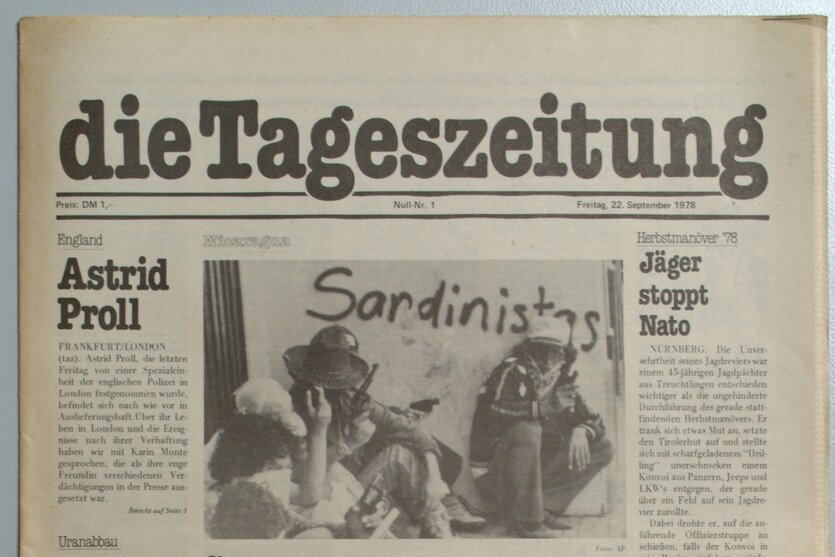 die Tageszeitung
Preis: DM 1,-- Null-Nr. 1 Freitag, 22. September 1978
England
Astrid
Proll
FRANKFURT/LONDON
(taz). Astrid Proll, die letzten
Freitag von einer Spezialein-
heit der englischen Polizei in
London festgenommen wurde,
befindet sich nach wie vor in
Auslieferungshaft. Über ihr Le-
ben in London und die Ereig-
nisse nach ihrer Verhaftung
haben wir mit Karin Monte
gesprochen, die als ihre enge
Freundin verschiedenen Ver-
dächtigungen in der Presse aus-
gesetzt war.
Bericht auf Seite 3
Uranabbau
Nicaragua
Sardinistas
Foto: AP
Herbstmanöver '78
Jäger
stoppt
Nato
NÜRNBERG. Die Unver-
sehrtheit seines Jagdreviers war
einem 45-jährigen Jagdpächter
aus Treuchtlingen entschieden
wichtiger als die ungehinderte
Durchführung des gerade statt-
findenden Herbstmanövers. Er
trank sich etwas Mut an, setzte
den Tirolerhut auf und stellte
sich mit scharfgeladenem "Dril-
ling" unerschrocken einem
Konvoi aus Panzern, Jeeps und
LKW's entgegen, der gerade
über ein Feld auf sein Jagdre-
vier zurollte.
Dabei drohte er, auf die an-
führende Offizierstruppe zu
schießen, falls der Konvoi in